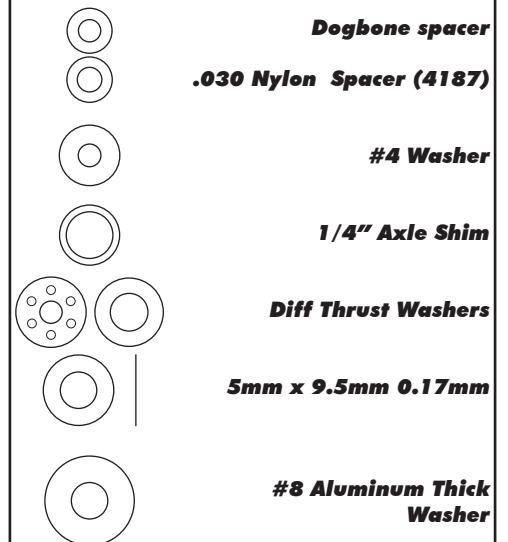 Dogbone spacer
.030 Nylon  Spacer (4187)
#4 Washer
1/4” Axle Shim
Diff Thrust Washers
5mm x 9.5mm 0.17mm
#8 Aluminum Thick
Washer